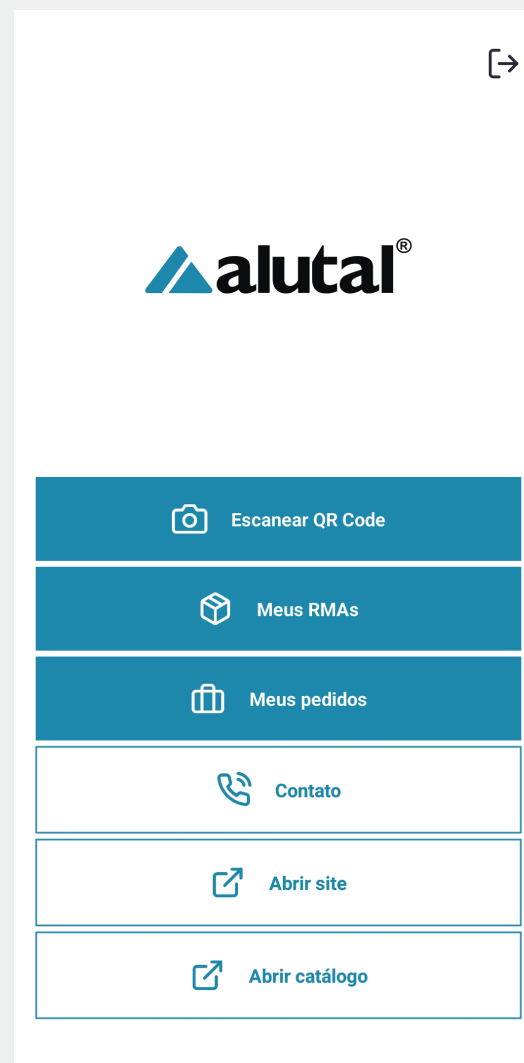 alutal®
Escanear QR Code
Meus RMAs
Meus pedidos
Contato
Abrir site
Abrir catálogo